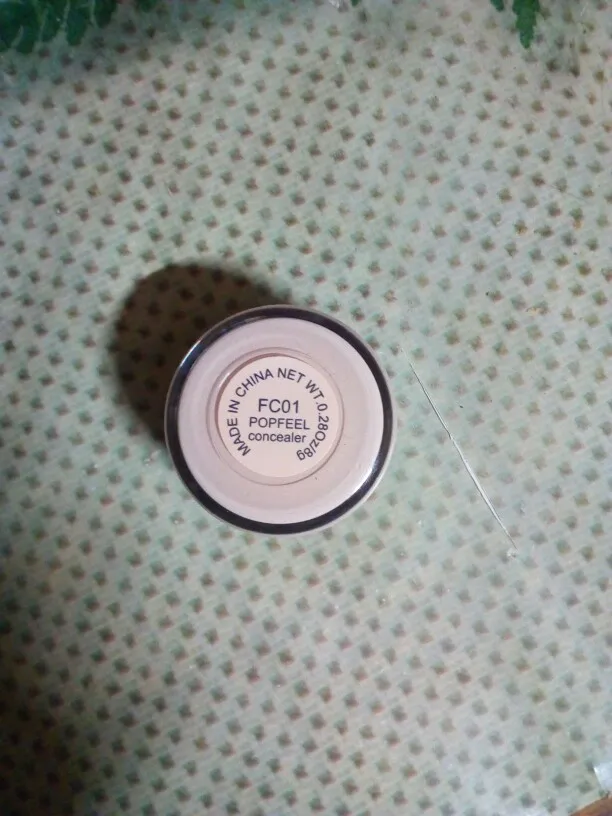 MADE IN CHINA NET WT.0.28Oz/8g
FC01
POPFEEL
concealer